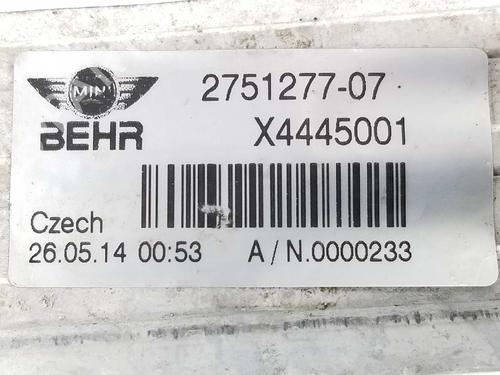 MINI
2751277-07
BEHR
X4445001
Czech
26.05.14 00:53
A/N.0000233